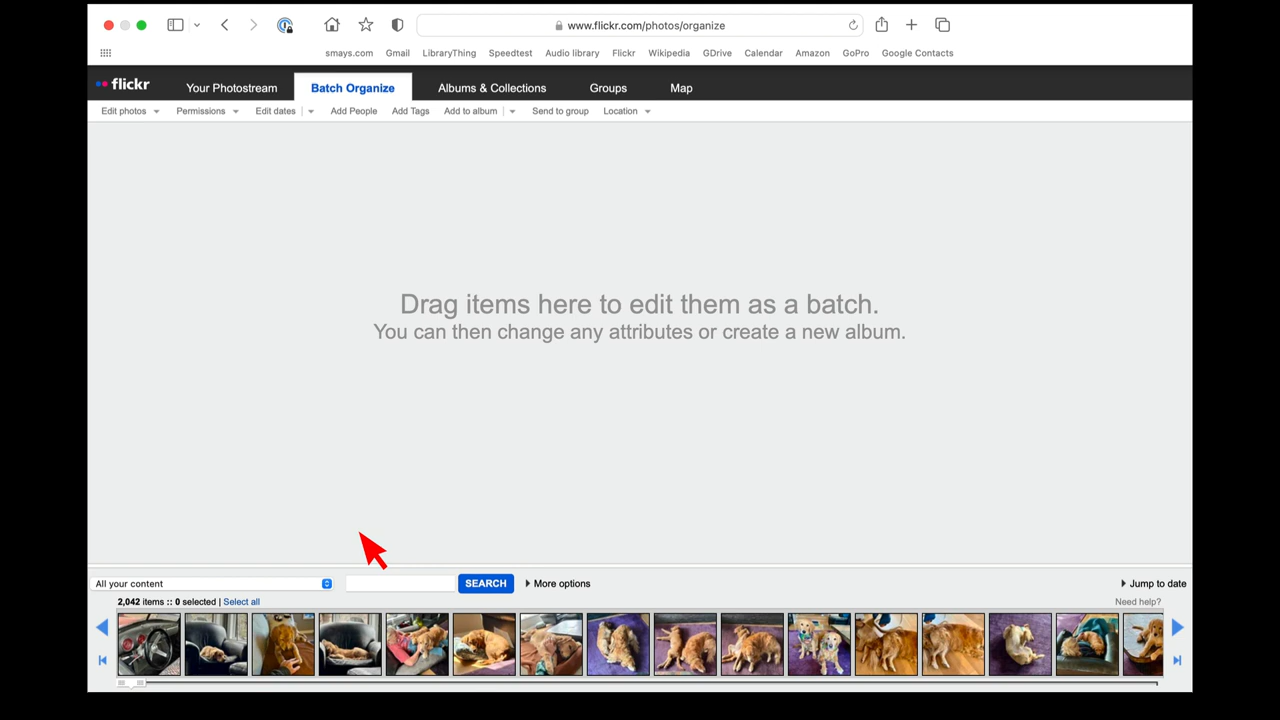 www.flickr.com/photos/organize
smays.com Gmail LibraryThing Speedtest Audio library Flickr Wikipedia GDrive Calendar Amazon GoPro Google Contacts
flickr Your Photostream Batch Organize Albums & Collections Groups Map
Edit photos Permissions Edit dates Add People Add Tags Add to album Send to group Location
Drag items here to edit them as a batch.
You can then change any attributes or create a new album.
All your content SEARCH More options Jump to date
2,042 items :: 0 selected | Select all Need help?